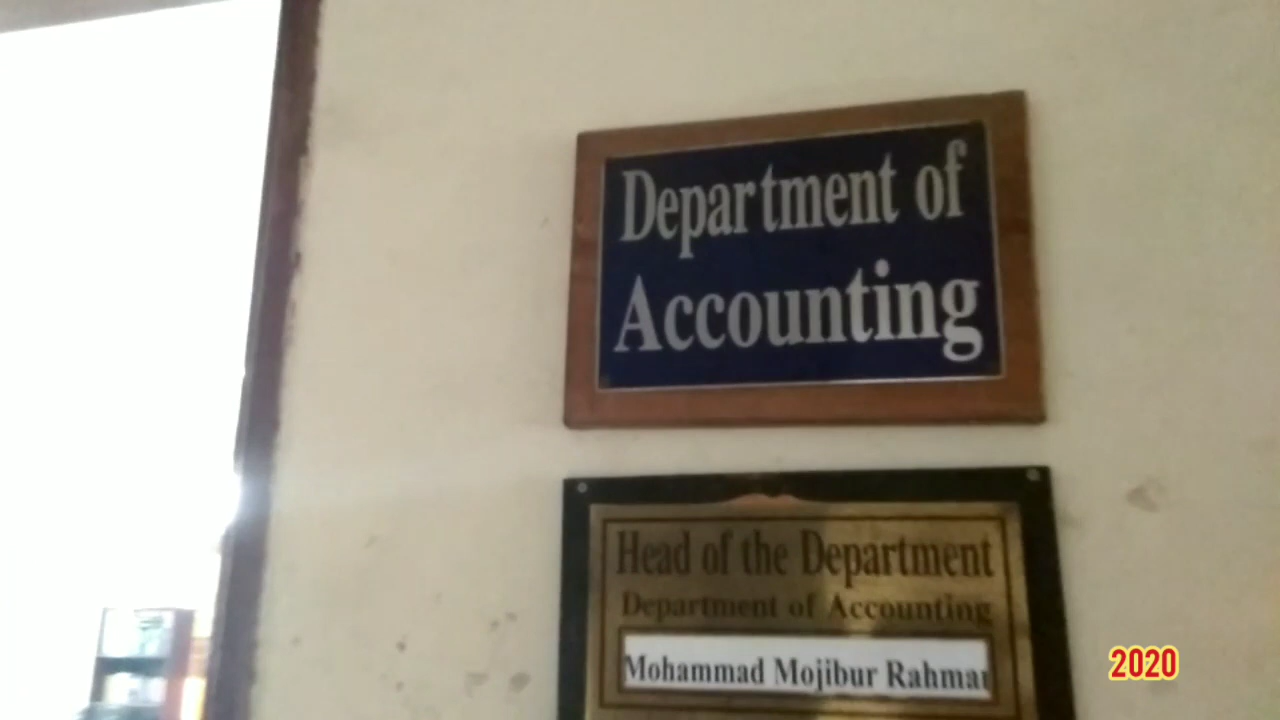 Department of
Accounting
Head of the Department
Department of Accounting
Mohammad Mojibur Rahman
2020